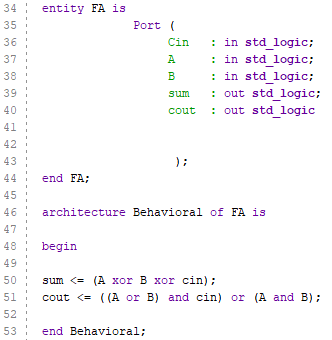 34 entity FA is
35 Port (
36 Cin : in std_logic;
37 A : in std_logic;
38 B : in std_logic;
39 sum : out std_logic;
40 cout : out std_logic
41
42
43 );
44 end FA;
45
46 architecture Behavioral of FA is
47
48 begin
49
50 sum <= (A xor B xor cin);
51 cout <= ((A or B) and cin) or (A and B);
52
53 end Behavioral;